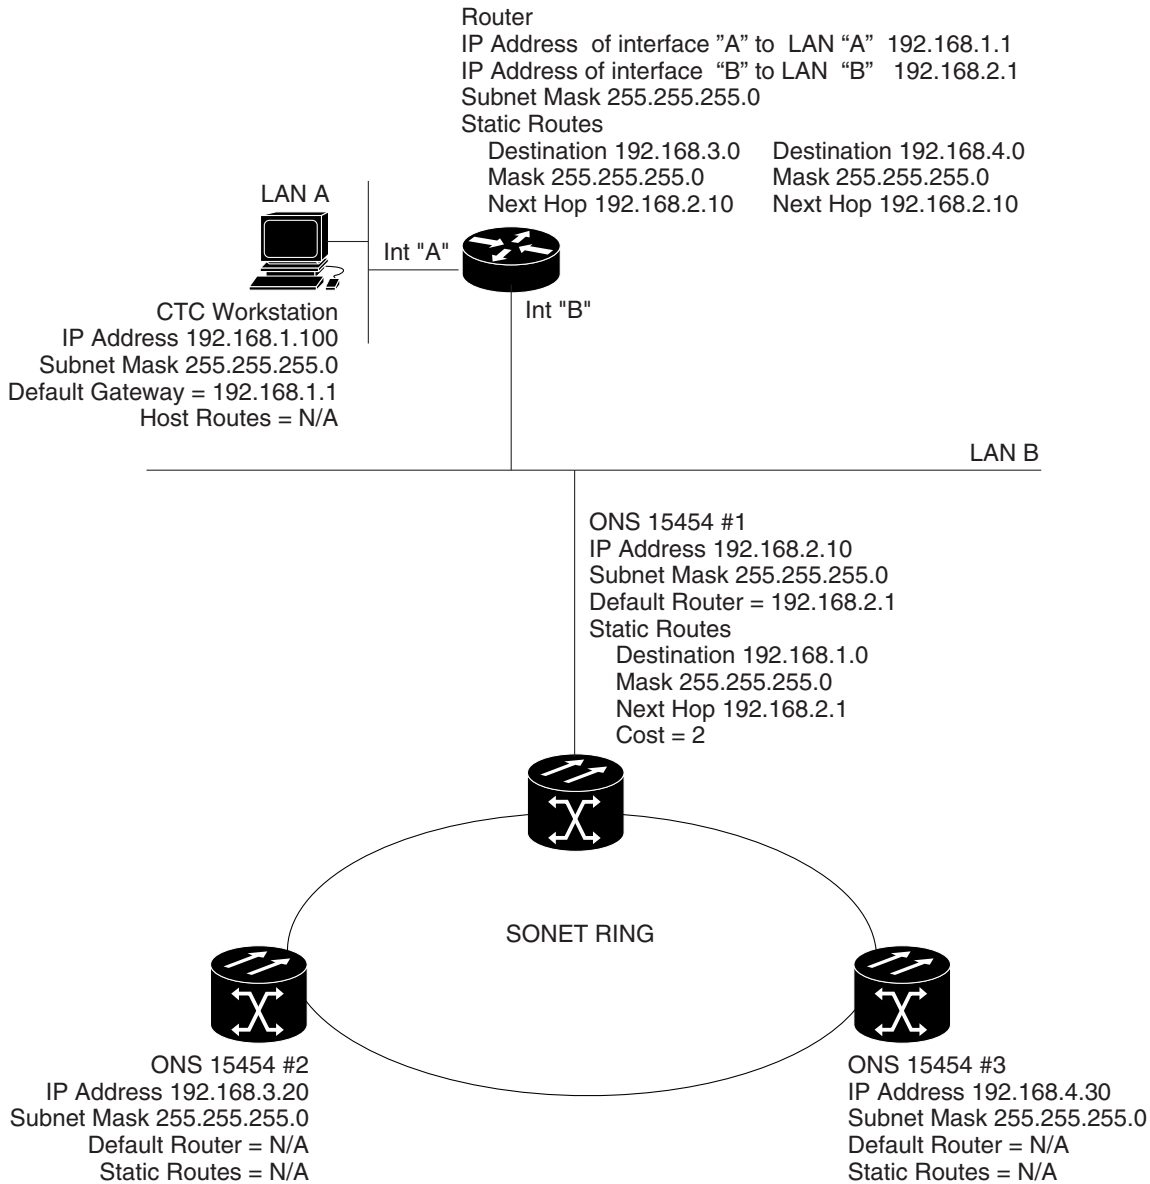 Router
IP Address of interface ”A” to LAN “A” 192.168.1.1
IP Address of interface “B” to LAN “B” 192.168.2.1
Subnet Mask 255.255.255.0
Static Routes
Destination 192.168.3.0 Destination 192.168.4.0
Mask 255.255.255.0 Mask 255.255.255.0
Next Hop 192.168.2.10 Next Hop 192.168.2.10
LAN A
Int "A"
Int "B"
CTC Workstation
IP Address 192.168.1.100
Subnet Mask 255.255.255.0
Default Gateway = 192.168.1.1
Host Routes = N/A
LAN B
ONS 15454 #1
IP Address 192.168.2.10
Subnet Mask 255.255.255.0
Default Router = 192.168.2.1
Static Routes
Destination 192.168.1.0
Mask 255.255.255.0
Next Hop 192.168.2.1
Cost = 2
SONET RING
ONS 15454 #2
IP Address 192.168.3.20
Subnet Mask 255.255.255.0
Default Router = N/A
Static Routes = N/A
ONS 15454 #3
IP Address 192.168.4.30
Subnet Mask 255.255.255.0
Default Router = N/A
Static Routes = N/A